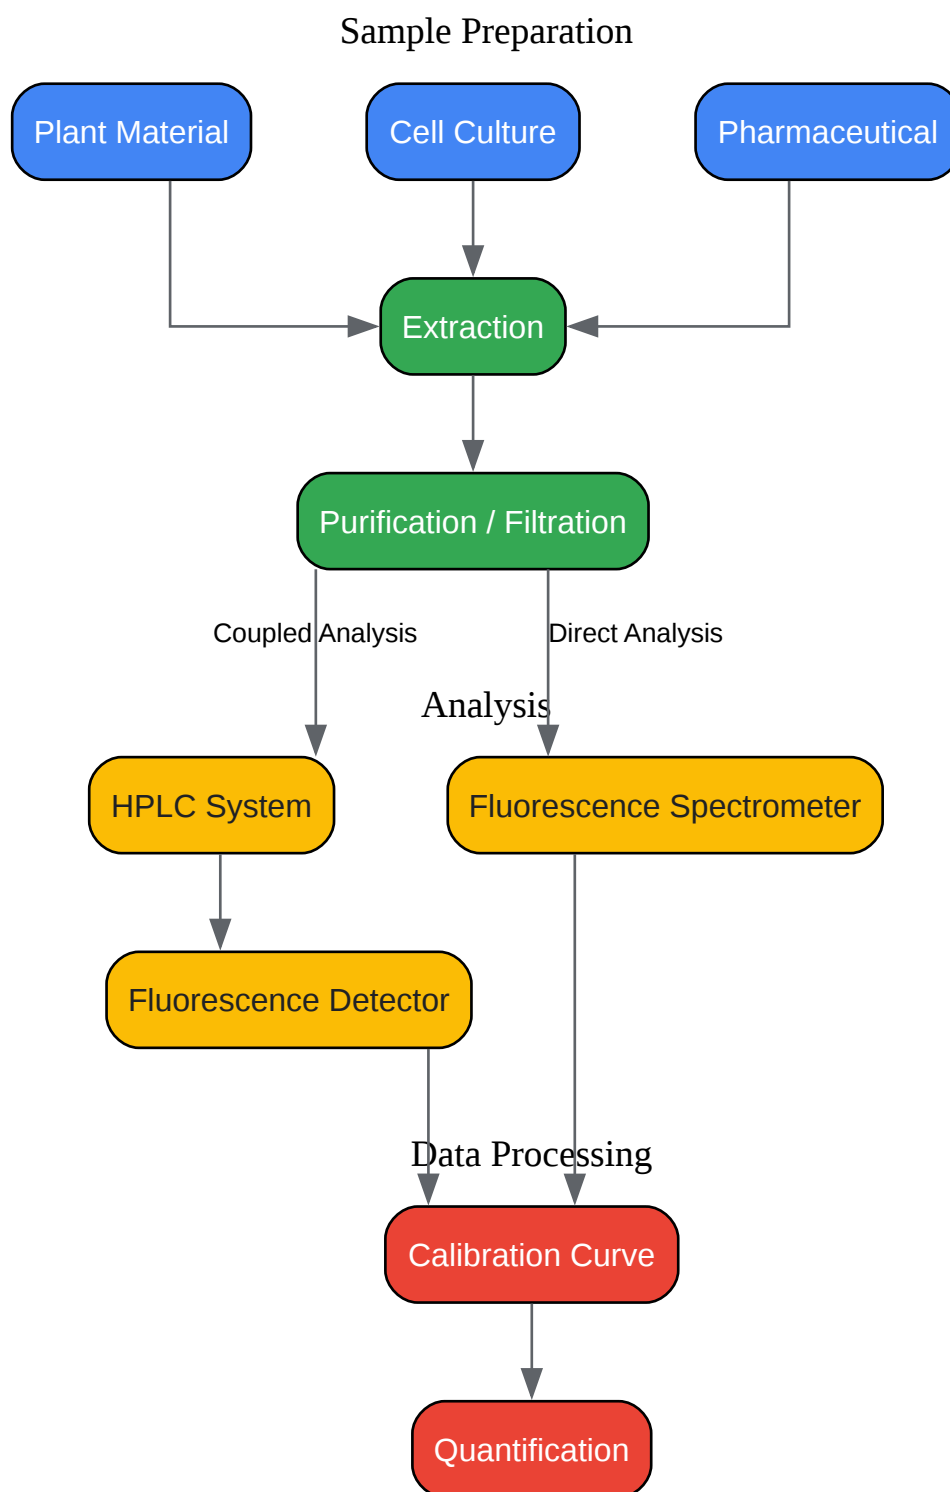 Sample Preparation
Plant Material
Cell Culture
Pharmaceutical
Extraction
Purification / Filtration
Coupled Analysis
Direct Analysis
Analysis
HPLC System
Fluorescence Spectrometer
Fluorescence Detector
Data Processing
Calibration Curve
Quantification